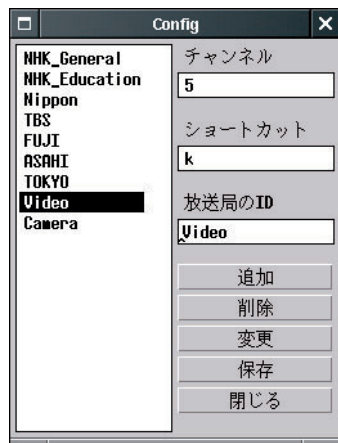 Config
NHK_General
NHK_Education
Nippon
TBS
FUJI
ASAHI
TOKYO
Video
Camera
チャンネル
5
ショートカット
k
放送局のID
Video
追加
削除
変更
保存
閉じる